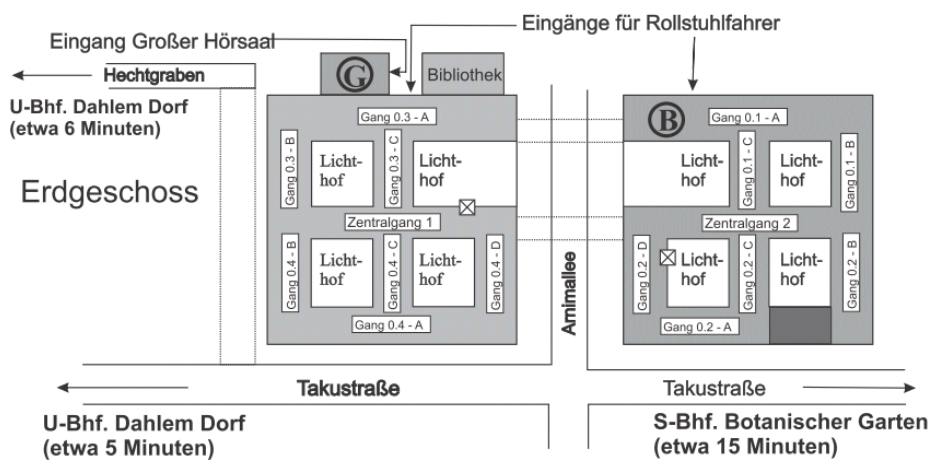 Eingang Großer Hörsaal
Eingänge für Rollstuhlfahrer
Hechtgraben
U-Bhf. Dahlem Dorf
(etwa 6 Minuten)
Erdgeschoss
G
Bibliothek
Gang 0.3 - A
Gang 0.3 - B
Licht-
hof
Gang 0.3 - C
Licht-
hof
Zentralgang 1
Gang 0.4 - B
Licht-
hof
Gang 0.4 - C
Licht-
hof
Gang 0.4 - D
Gang 0.4 - A
Arnimallee
B
Gang 0.1 - A
Licht-
hof
Gang 0.1 - C
Licht-
hof
Gang 0.1 - B
Zentralgang 2
Gang 0.2 - D
Licht-
hof
Gang 0.2 - C
Licht-
hof
Gang 0.2 - B
Gang 0.2 - A
Takustraße
Takustraße
U-Bhf. Dahlem Dorf
(etwa 5 Minuten)
S-Bhf. Botanischer Garten
(etwa 15 Minuten)